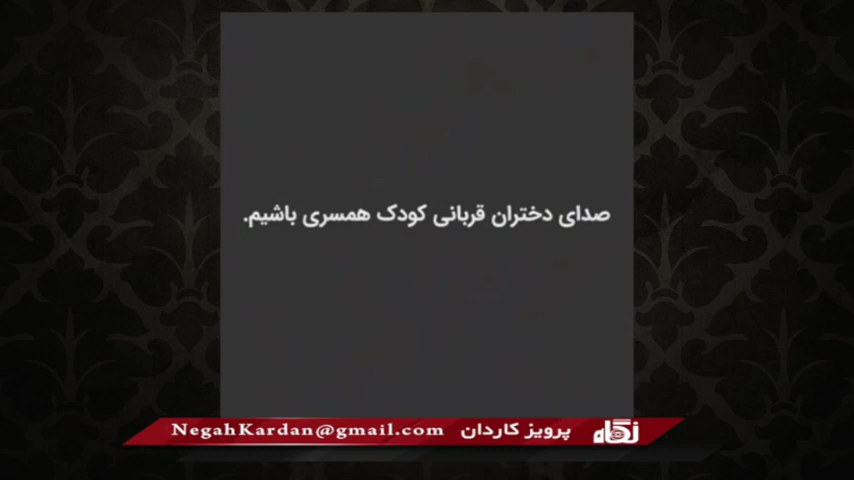 صدای دختران قربانی کودک همسری باشیم.
نگاه پرویز کاردان NegahKardan@gmail.com